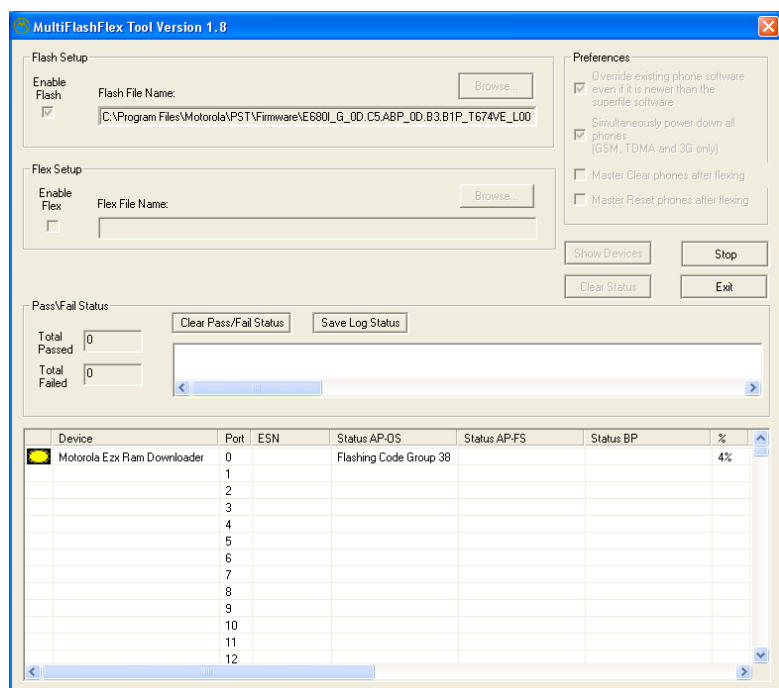 MultiFlashFlex Tool Version 1.8
Flash Setup
Enable Flash
Flash File Name:
Browse...
C:\Program Files\Motorola\PST\Firmware\E680I_G_0D.C5.ABP_0D.B3.B1P_T674VE_L00
Preferences
Override existing phone software
even if it is newer than the
superfile software
Simultaneously power down all
phones
(GSM, TDMA and 3G only)
Master Clear phones after flexing
Master Reset phones after flexing
Flex Setup
Enable Flex
Flex File Name:
Browse...
Show Devices
Stop
Clear Status
Exit
Pass\Fail Status
Total Passed
0
Total Failed
0
Clear Pass/Fail Status
Save Log Status
Device Port ESN Status AP-OS Status AP-FS Status BP %
Motorola Ezx Ram Downloader 0 Flashing Code Group 38 4%
1
2
3
4
5
6
7
8
9
10
11
12